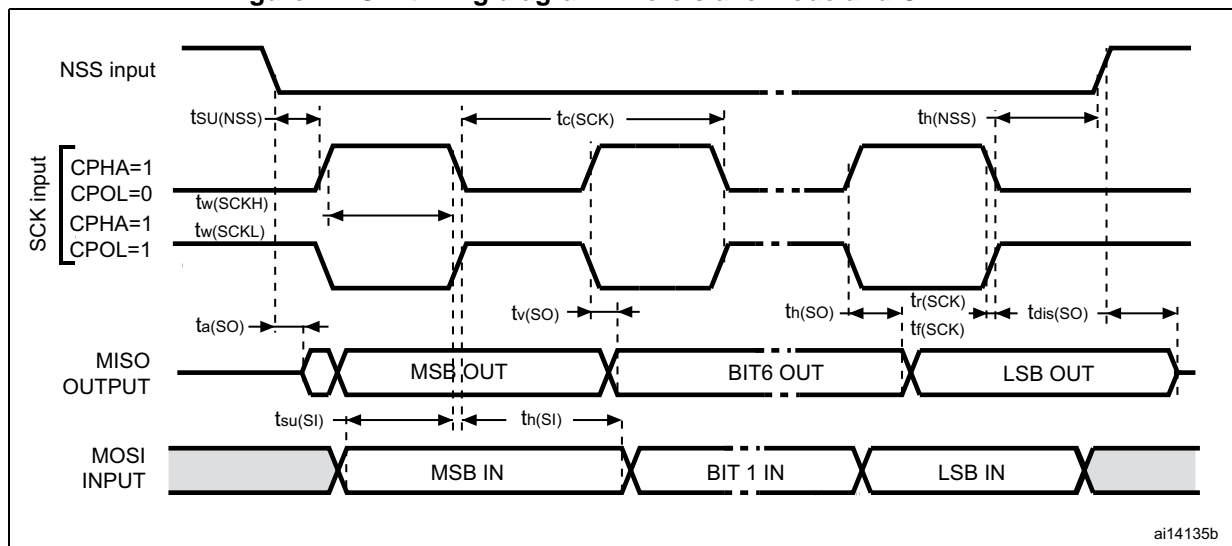 NSS input
tSU(NSS)
tc(SCK)
th(NSS)
SCK input
CPHA=1
CPOL=0
tw(SCKH)
CPHA=1
tw(SCKL)
CPOL=1
ta(SO)
tv(SO)
th(SO)
tr(SCK)
tf(SCK)
tdis(SO)
MISO
OUTPUT
MSB OUT
BIT6 OUT
LSB OUT
tsu(SI)
th(SI)
MOSI
INPUT
MSB IN
BIT 1 IN
LSB IN
ai14135b